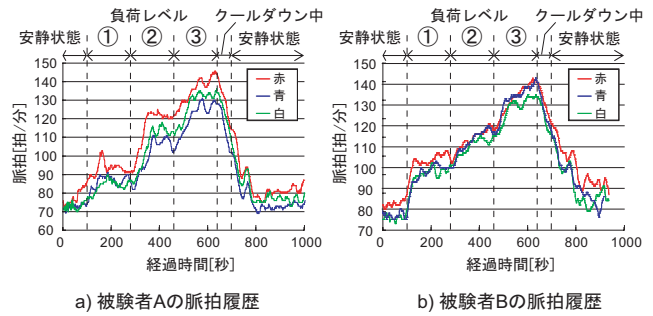 負荷レベル クールダウン中
安静状態 ① ② ③ 安静状態
150
140
130
120
110
100
90
80
70
60
脈拍[拍/分]
赤
青
白
0 200 400 600 800 1000
経過時間[秒]
a) 被験者Aの脈拍履歴
負荷レベル クールダウン中
安静状態 ① ② ③ 安静状態
150
140
130
120
110
100
90
80
70
脈拍[拍/分]
赤
青
白
0 200 400 600 800 1000
経過時間[秒]
b) 被験者Bの脈拍履歴